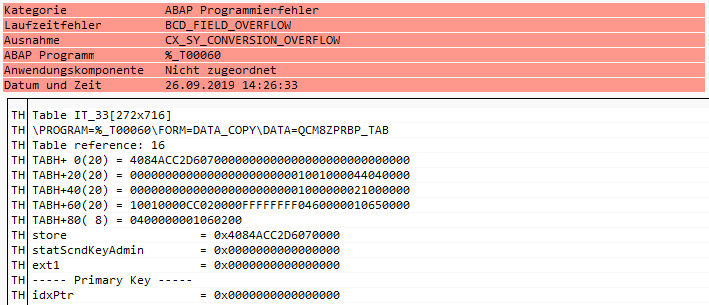 Kategorie ABAP Programmierfehler
Laufzeitfehler BCD_FIELD_OVERFLOW
Ausnahme CX_SY_CONVERSION_OVERFLOW
ABAP Programm %_T00060
Anwendungskomponente Nicht zugeordnet
Datum und Zeit 26.09.2019 14:26:33
TH Table IT_33[272x716]
TH \PROGRAM=%_T00060\FORM=DATA_COPY\DATA=QCM8ZPRBP_TAB
TH Table reference: 16
TH TABH+ 0(20) = 4084ACC2D6070000000000000000000000000000
TH TABH+20(20) = 0000000000000000000000001001000044040000
TH TABH+40(20) = 0000000000000000000000001000000021000000
TH TABH+60(20) = 10010000CC020000FFFFFFFF0460000010650000
TH TABH+80( 8) = 0400000001060200
TH store = 0x4084ACC2D6070000
TH statScndKeyAdmin = 0x0000000000000000
TH ext1 = 0x0000000000000000
TH ----- Primary Key -----
TH idxPtr = 0x0000000000000000